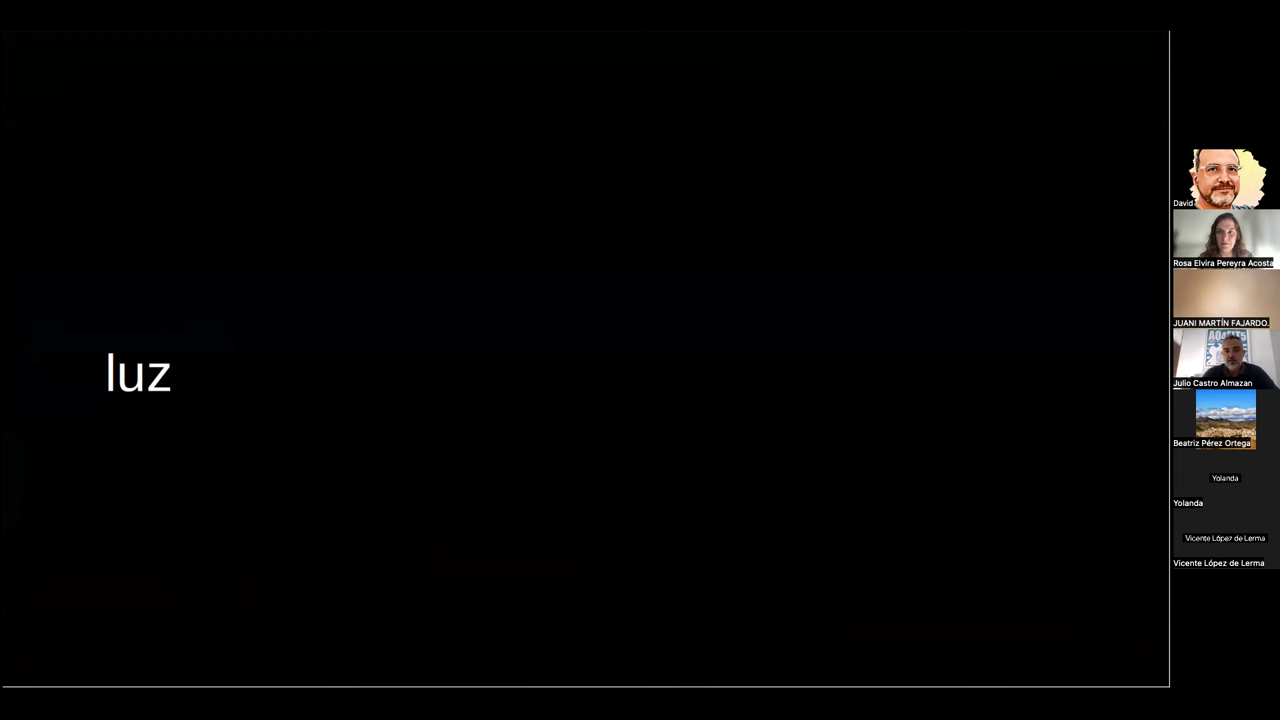 luz
David
Rosa Elvira Pereyra Acosta
JUANI MARTÍN FAJARDO.
Julio Castro Almazan
Beatriz Pérez Ortega
Yolanda
Yolanda
Vicente López de Lerma
Vicente López de Lerma